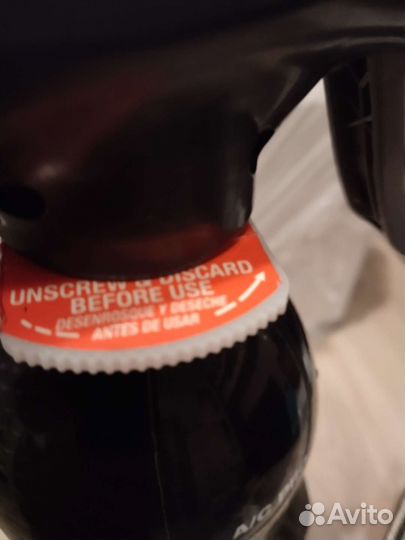 UNSCREW & DISCARD
BEFORE USE
DESENROSQUE Y DESECHE
ANTES DE USAR
A/C
Avito